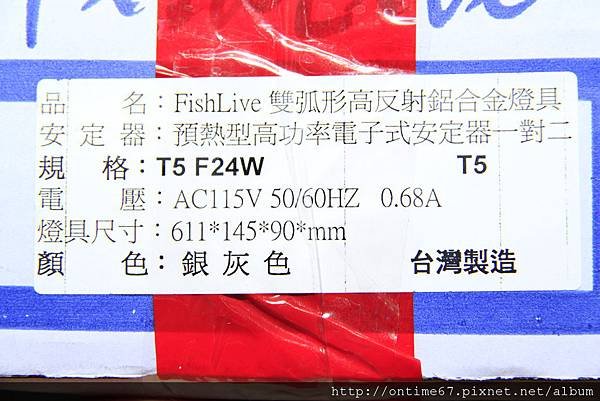 品 名：FishLive 雙弧形高反射鋁合金燈具
安 定 器：預熱型高功率電子式安定器一對二
規 格：T5 F24W T5
電 壓：AC115V 50/60HZ 0.68A
燈具尺寸：611*145*90*mm
顏 色：銀 灰 色 台灣製造
http://ontime67.pixnet.net/album